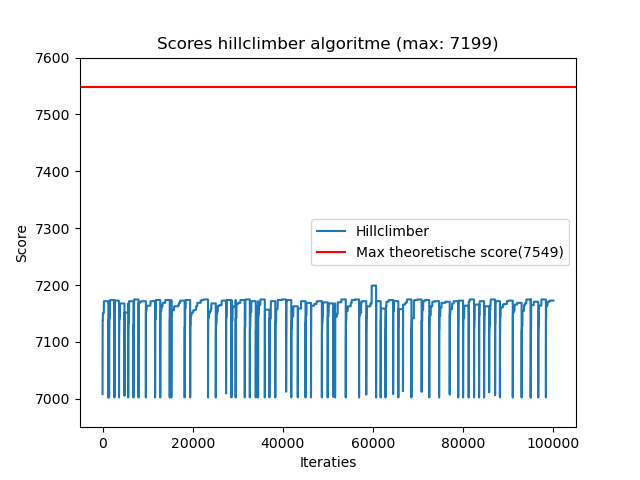 Scores hillclimber algoritme (max: 7199)
7600
7500
7400
7300
7200
7100
7000
Score
Hillclimber
Max theoretische score(7549)
0 20000 40000 60000 80000 100000
Iteraties